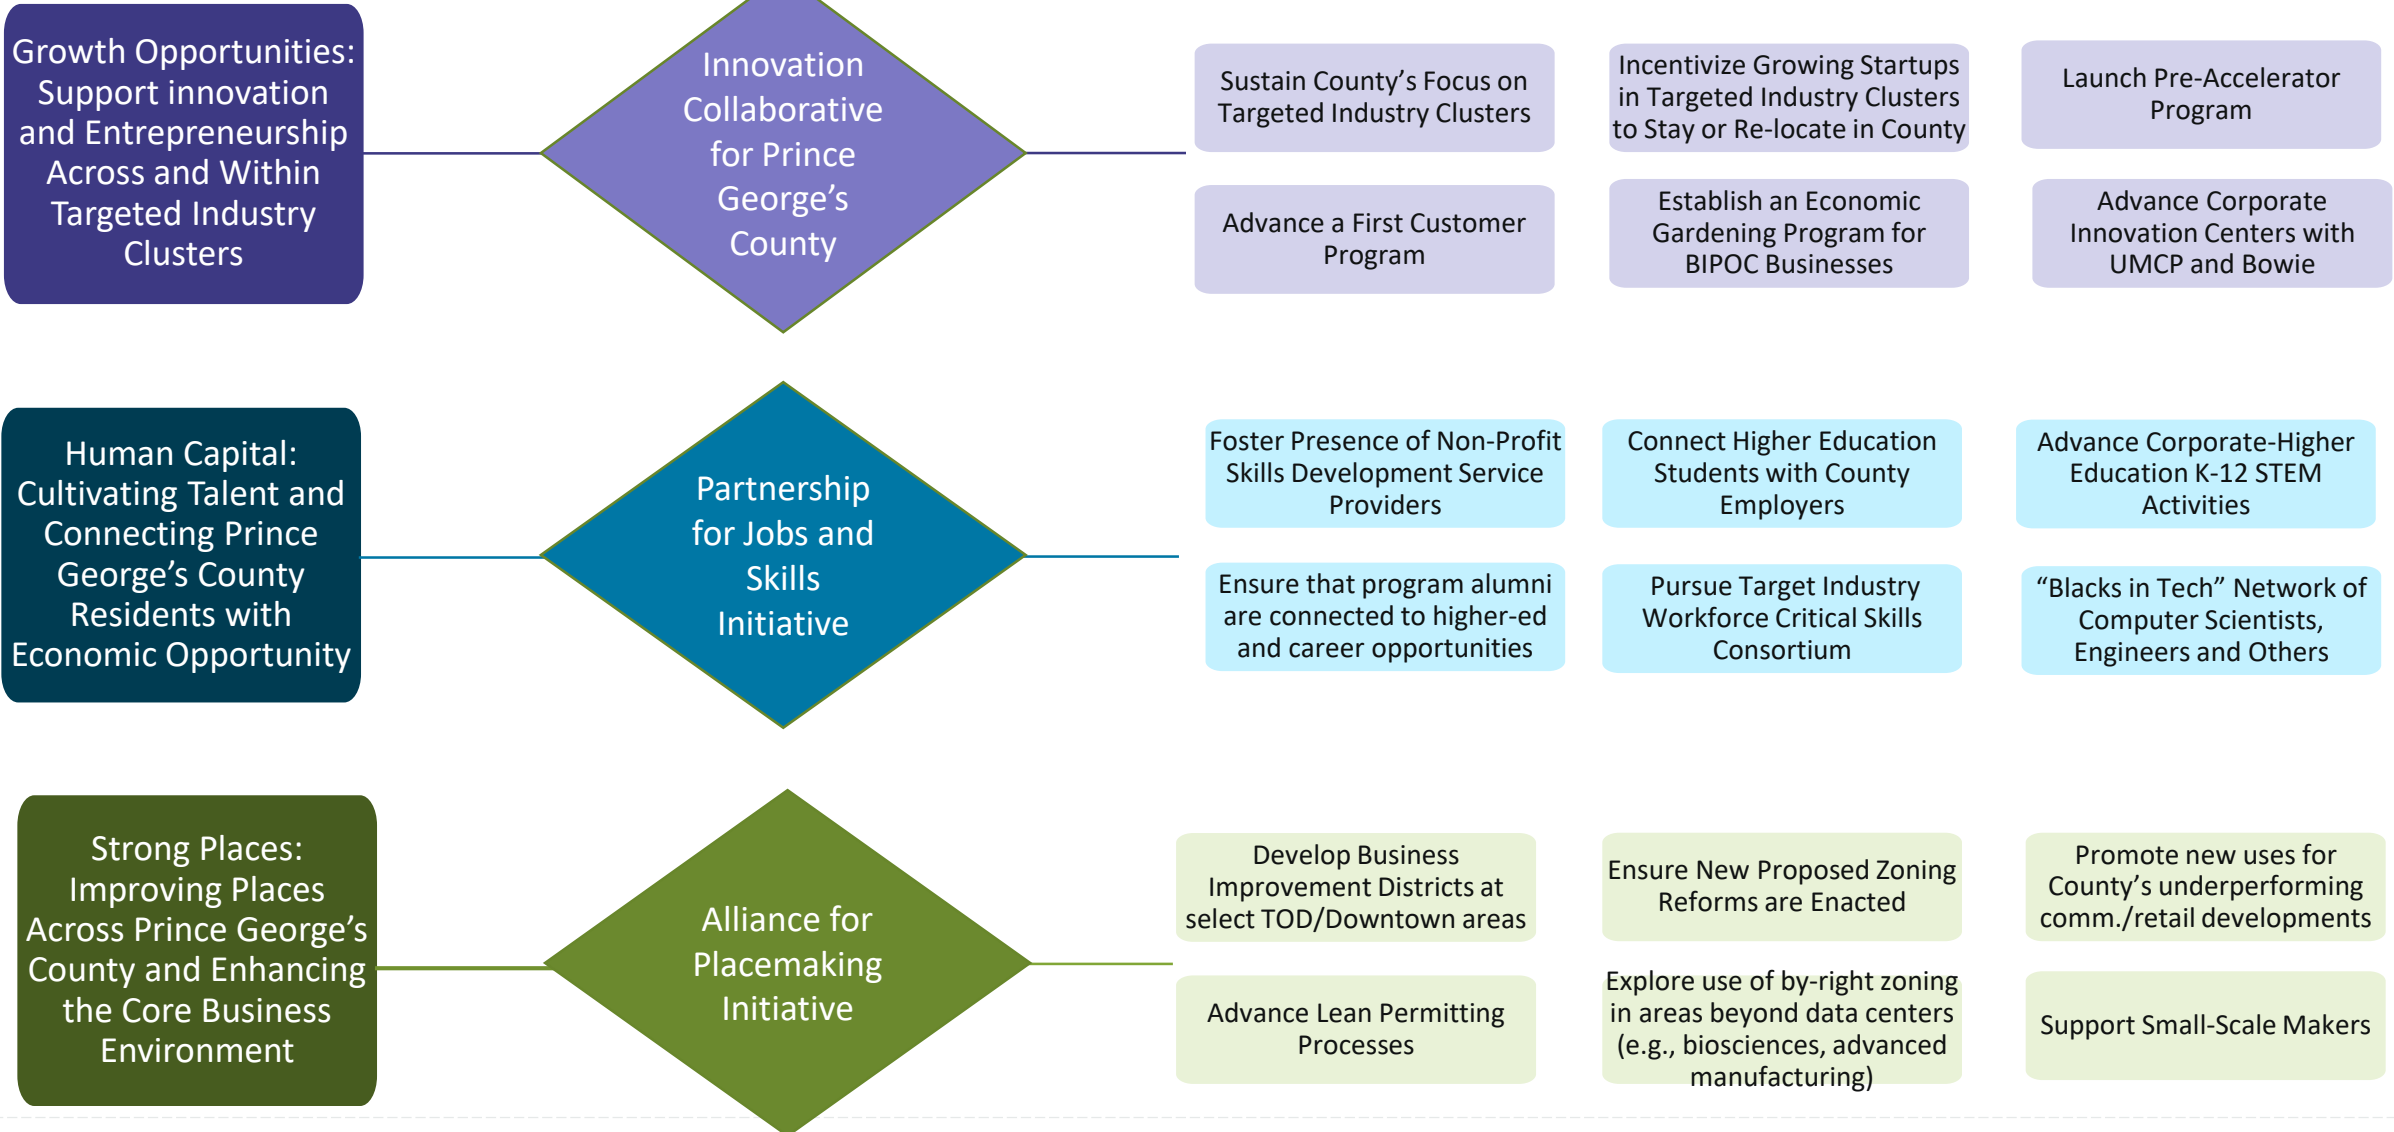 Growth Opportunities:
Support innovation
and Entrepreneurship
Across and Within
Targeted Industry
Clusters
Innovation
Collaborative
for Prince
George’s
County
Sustain County’s Focus on
Targeted Industry Clusters
Incentivize Growing Startups
in Targeted Industry Clusters
to Stay or Re-locate in County
Launch Pre-Accelerator
Program
Advance a First Customer
Program
Establish an Economic
Gardening Program for
BIPOC Businesses
Advance Corporate
Innovation Centers with
UMCP and Bowie
Human Capital:
Cultivating Talent and
Connecting Prince
George’s County
Residents with
Economic Opportunity
Partnership
for Jobs and
Skills
Initiative
Foster Presence of Non-Profit
Skills Development Service
Providers
Connect Higher Education
Students with County
Employers
Advance Corporate-Higher
Education K-12 STEM
Activities
Ensure that program alumni
are connected to higher-ed
and career opportunities
Pursue Target Industry
Workforce Critical Skills
Consortium
“Blacks in Tech” Network of
Computer Scientists,
Engineers and Others
Strong Places:
Improving Places
Across Prince George’s
County and Enhancing
the Core Business
Environment
Alliance for
Placemaking
Initiative
Develop Business
Improvement Districts at
select TOD/Downtown areas
Ensure New Proposed Zoning
Reforms are Enacted
Promote new uses for
County’s underperforming
comm./retail developments
Advance Lean Permitting
Processes
Explore use of by-right zoning
in areas beyond data centers
(e.g., biosciences, advanced
manufacturing)
Support Small-Scale Makers